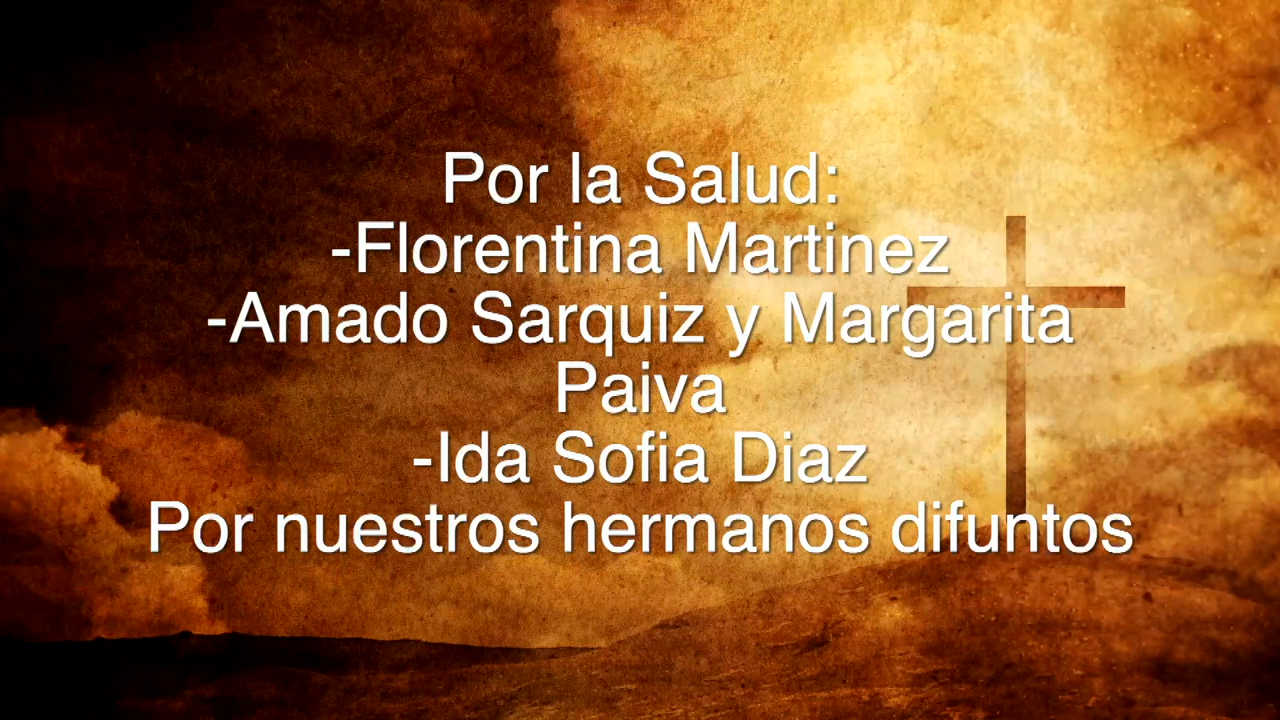 Por la Salud:
-Florentina Martinez
-Amado Sarquiz y Margarita
Paiva
-Ida Sofia Diaz
Por nuestros hermanos difuntos